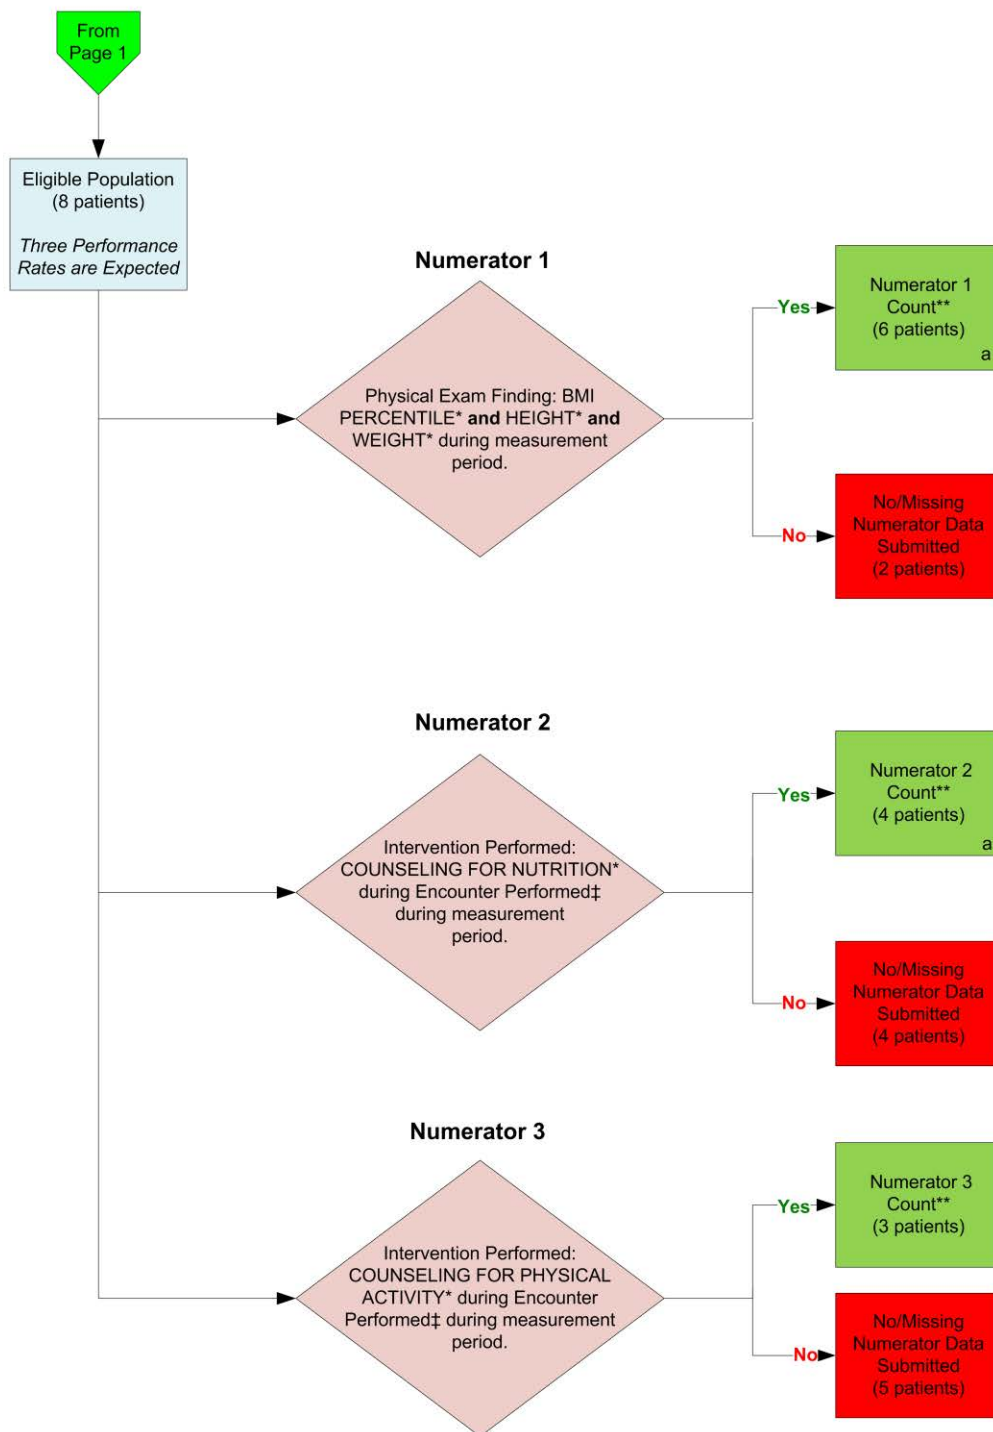 From
Page 1
Eligible Population
(8 patients)
Three Performance
Rates are Expected
Numerator 1
Physical Exam Finding: BMI
PERCENTILE* and HEIGHT* and
WEIGHT* during measurement
period.
Yes
Numerator 1
Count**
(6 patients)
a
No
No/Missing
Numerator Data
Submitted
(2 patients)
Numerator 2
Intervention Performed:
COUNSELING FOR NUTRITION*
during Encounter Performed‡
during measurement
period.
Yes
Numerator 2
Count**
(4 patients)
a
No
No/Missing
Numerator Data
Submitted
(4 patients)
Numerator 3
Intervention Performed:
COUNSELING FOR PHYSICAL
ACTIVITY* during Encounter
Performed‡ during measurement
period.
Yes
Numerator 3
Count**
(3 patients)
No
No/Missing
Numerator Data
Submitted
(5 patients)